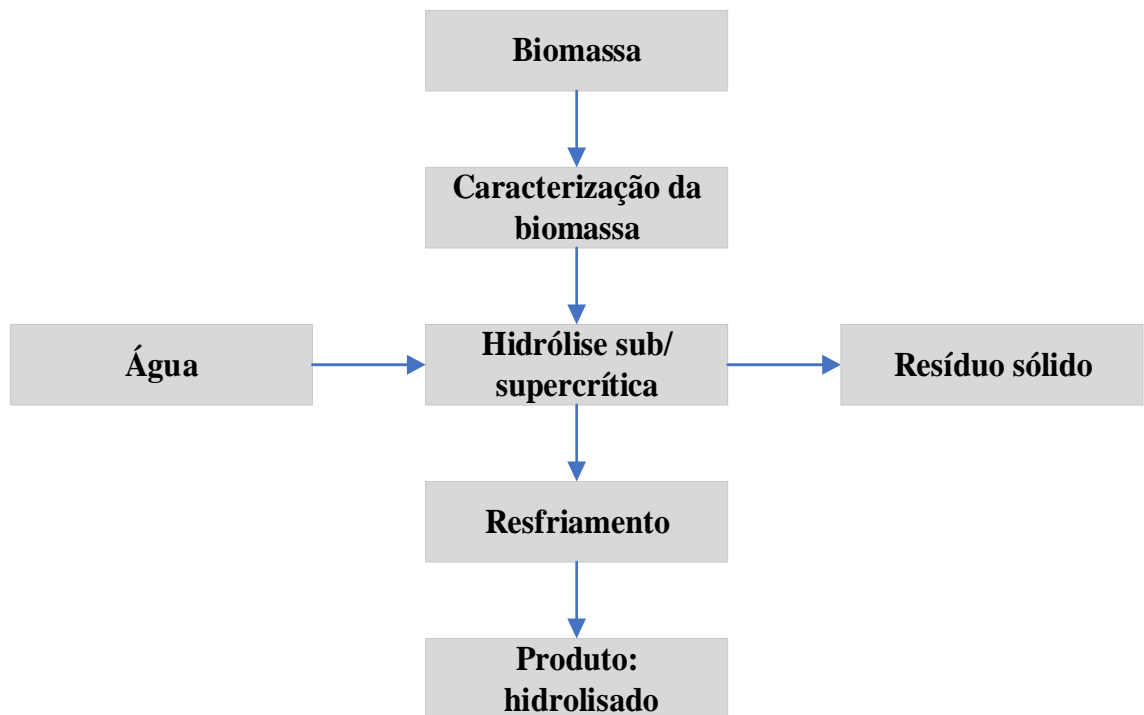 Biomassa
Caracterização da
biomassa
Água
Hidrólise sub/
supercrítica
Resíduo sólido
Resfriamento
Produto:
hidrolisado